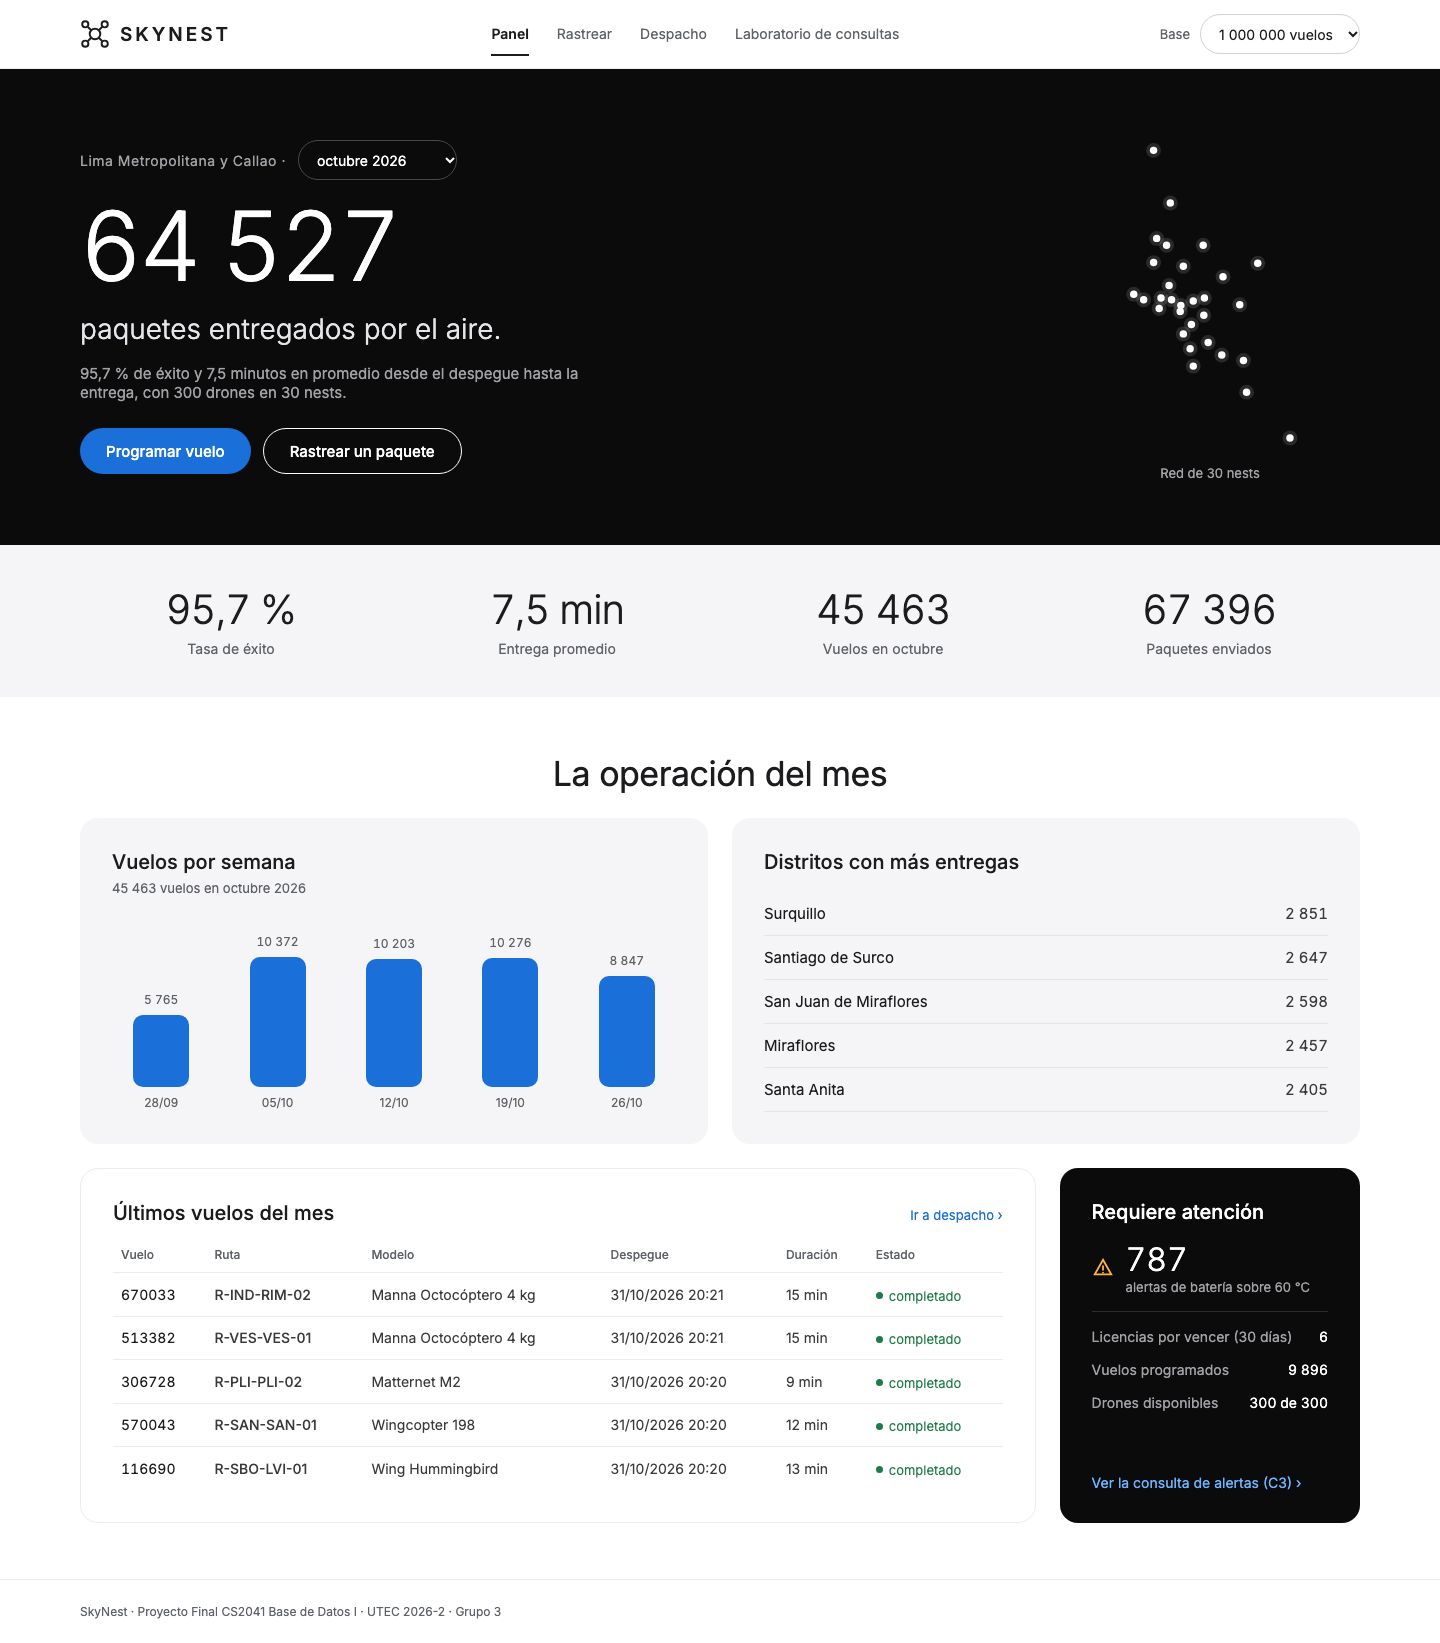 SKYNEST
Panel
Rastrear
Despacho
Laboratorio de consultas
Base
1 000 000 vuelos
Lima Metropolitana y Callao ·
octubre 2026
64 527
paquetes entregados por el aire.
95,7 % de éxito y 7,5 minutos en promedio desde el despegue hasta la
entrega, con 300 drones en 30 nests.
Programar vuelo
Rastrear un paquete
Red de 30 nests
95,7 %
Tasa de éxito
7,5 min
Entrega promedio
45 463
Vuelos en octubre
67 396
Paquetes enviados
La operación del mes
Vuelos por semana
45 463 vuelos en octubre 2026
5 765
10 372
10 203
10 276
8 847
28/09
05/10
12/10
19/10
26/10
Distritos con más entregas
Surquillo 2 851
Santiago de Surco 2 647
San Juan de Miraflores 2 598
Miraflores 2 457
Santa Anita 2 405
Últimos vuelos del mes
Ir a despacho ›
Vuelo Ruta Modelo Despegue Duración Estado
670033 R-IND-RIM-02 Manna Octocóptero 4 kg 31/10/2026 20:21 15 min completado
513382 R-VES-VES-01 Manna Octocóptero 4 kg 31/10/2026 20:21 15 min completado
306728 R-PLI-PLI-02 Matternet M2 31/10/2026 20:20 9 min completado
570043 R-SAN-SAN-01 Wingcopter 198 31/10/2026 20:20 12 min completado
116690 R-SBO-LVI-01 Wing Hummingbird 31/10/2026 20:20 13 min completado
Requiere atención
787
alertas de batería sobre 60 °C
Licencias por vencer (30 días) 6
Vuelos programados 9 896
Drones disponibles 300 de 300
Ver la consulta de alertas (C3) ›
SkyNest · Proyecto Final CS2041 Base de Datos I · UTEC 2026-2 · Grupo 3